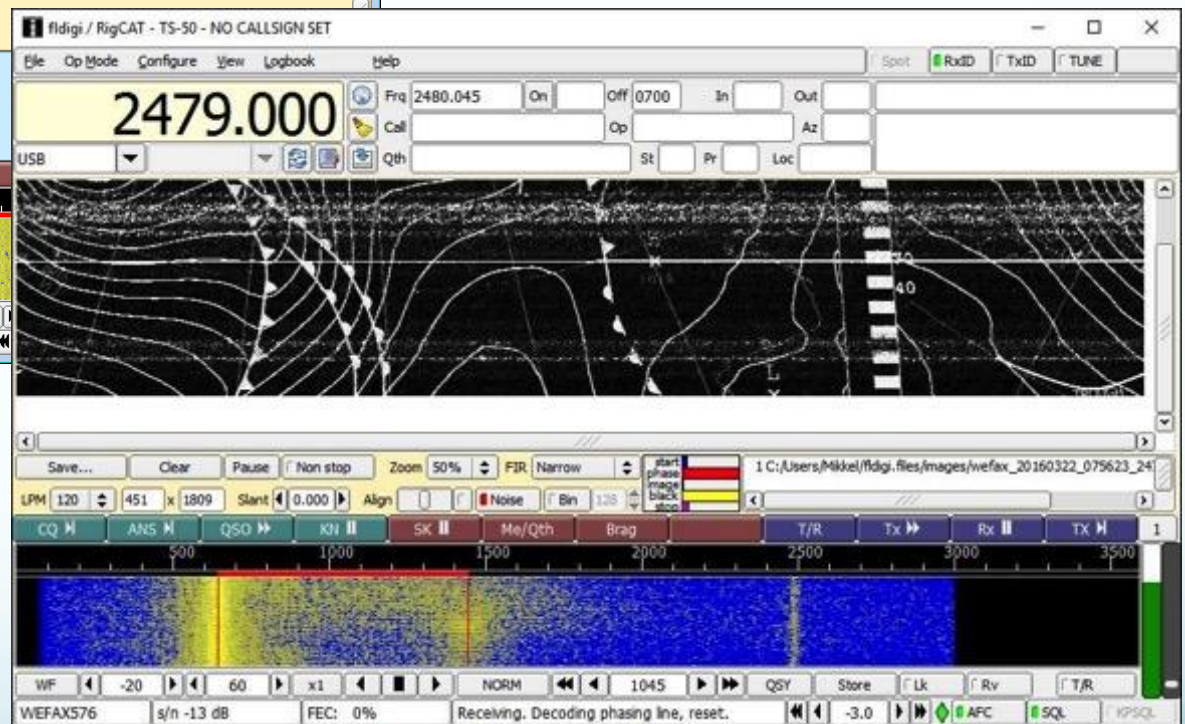 fldigi / RigCAT - TS-50 - NO CALLSIGN SET
File Op Mode Configure View Logbook Help Spot RxID TxID TUNE
2479.000 Frq 2480.045 On Off 0700 In Out
Call Op Az
USB Qth St Pr Loc
40
L
Save... Clear Pause Non stop Zoom 50% FIR Narrow
start
phase
image
black
stop
1 C:/Users/Mikkel/fldigi.files/images/wefax_20160322_075623_24
LPM 120 451 x 1809 Slant 0.000 Align Noise Bin 128
CQ ANS QSO KN SK Me/Qth Brag T/R Tx Rx TX 1
500 1000 1500 2000 2500 3000 3500
WF -20 60 x1 NORM 1045 QSY Store Lk Rv T/R
WEFAX576 s/n -13 dB FEC: 0% Receiving. Decoding phasing line, reset. -3.0 AFC SQL KPSQL